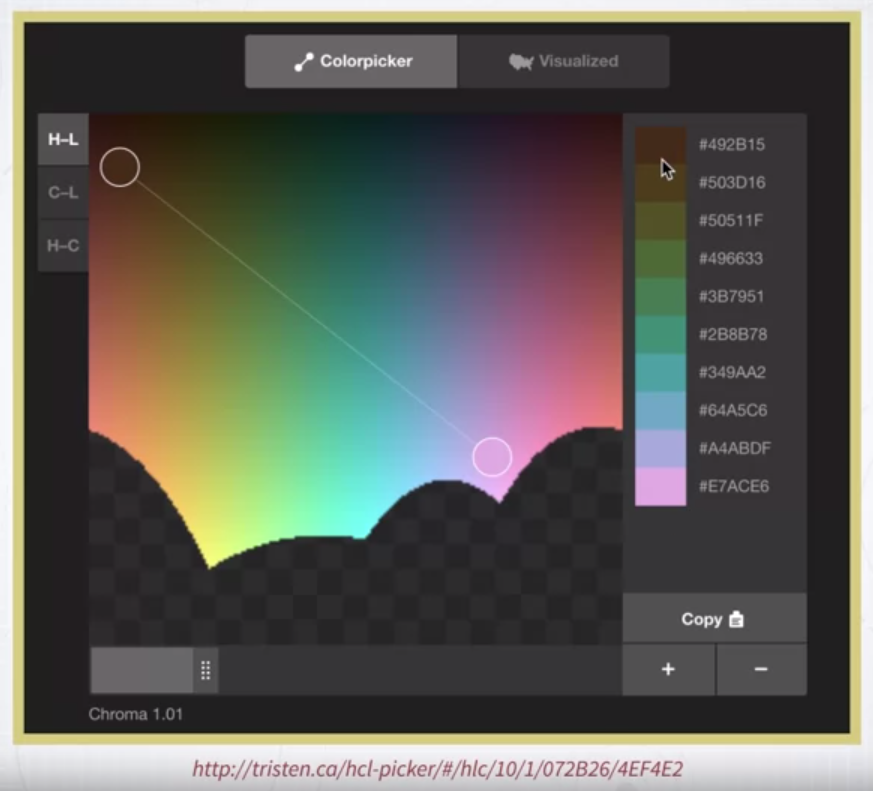 Colorpicker
Visualized
H–L
C–L
H–C
#492B15
#503D16
#50511F
#496633
#3B7951
#2B8B78
#349AA2
#64A5C6
#A4ABDF
#E7ACE6
Copy
+
−
Chroma 1.01
http://tristen.ca/hcl-picker/#/hlc/10/1/072B26/4EF4E2